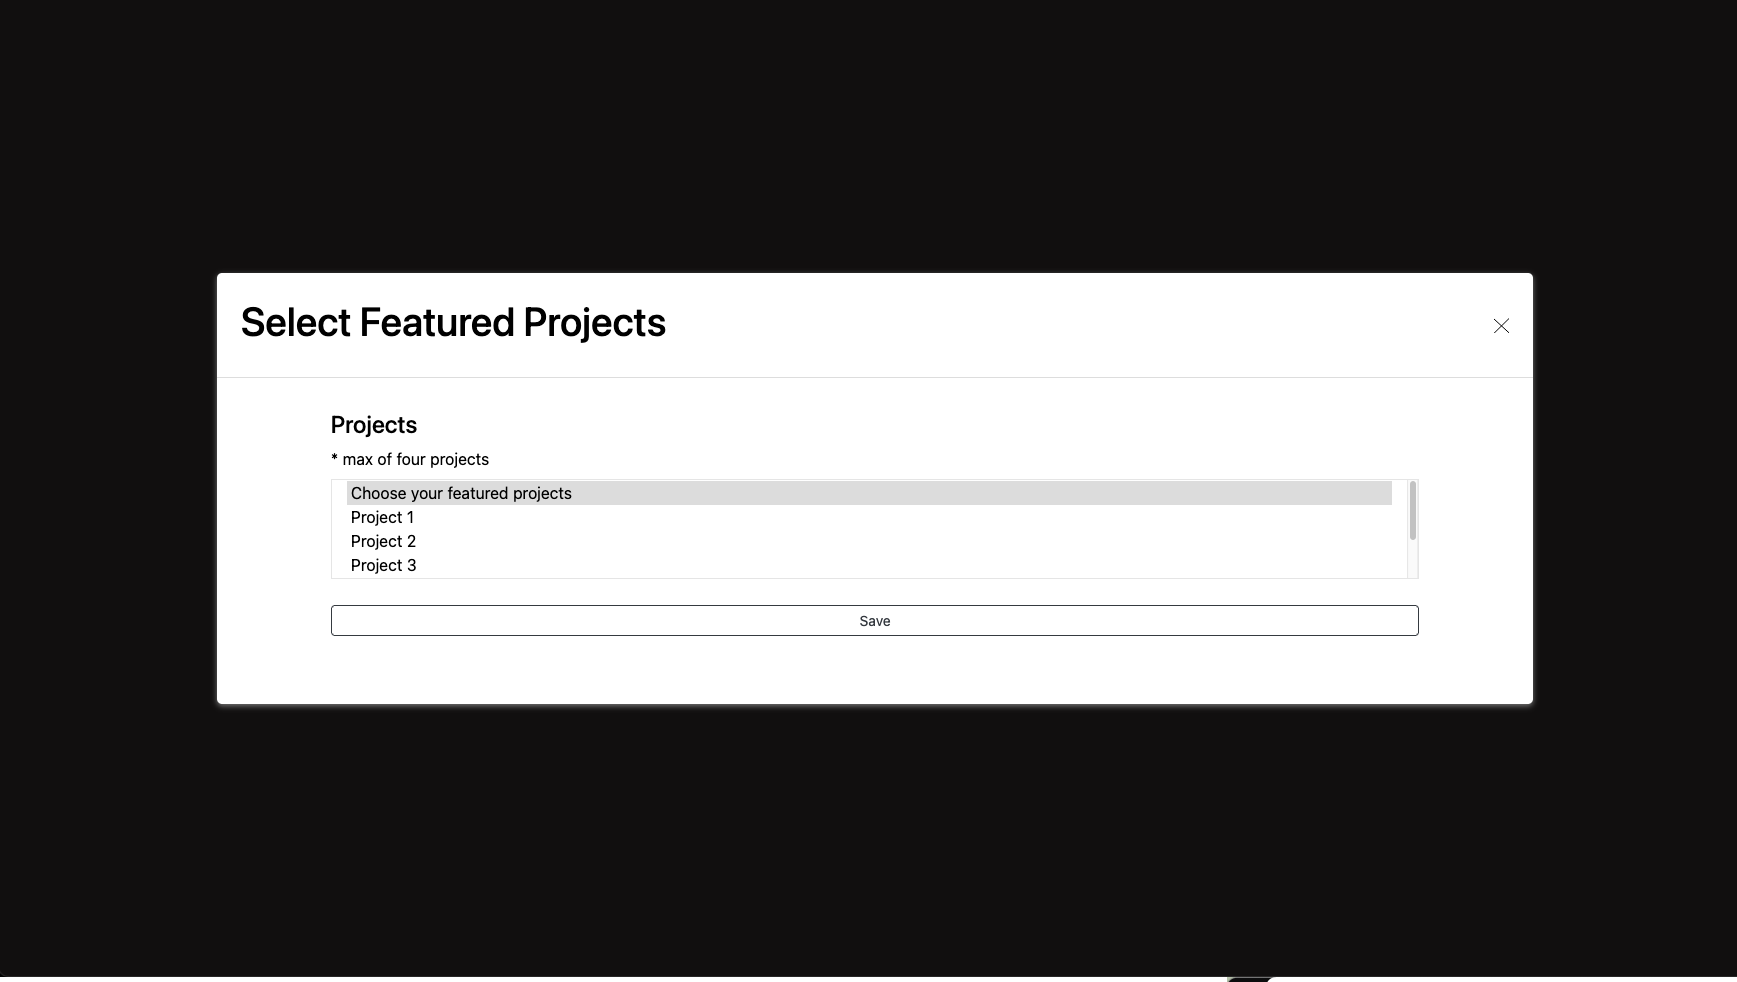 Select Featured Projects
Projects
* max of four projects
Choose your featured projects
Project 1
Project 2
Project 3
Save